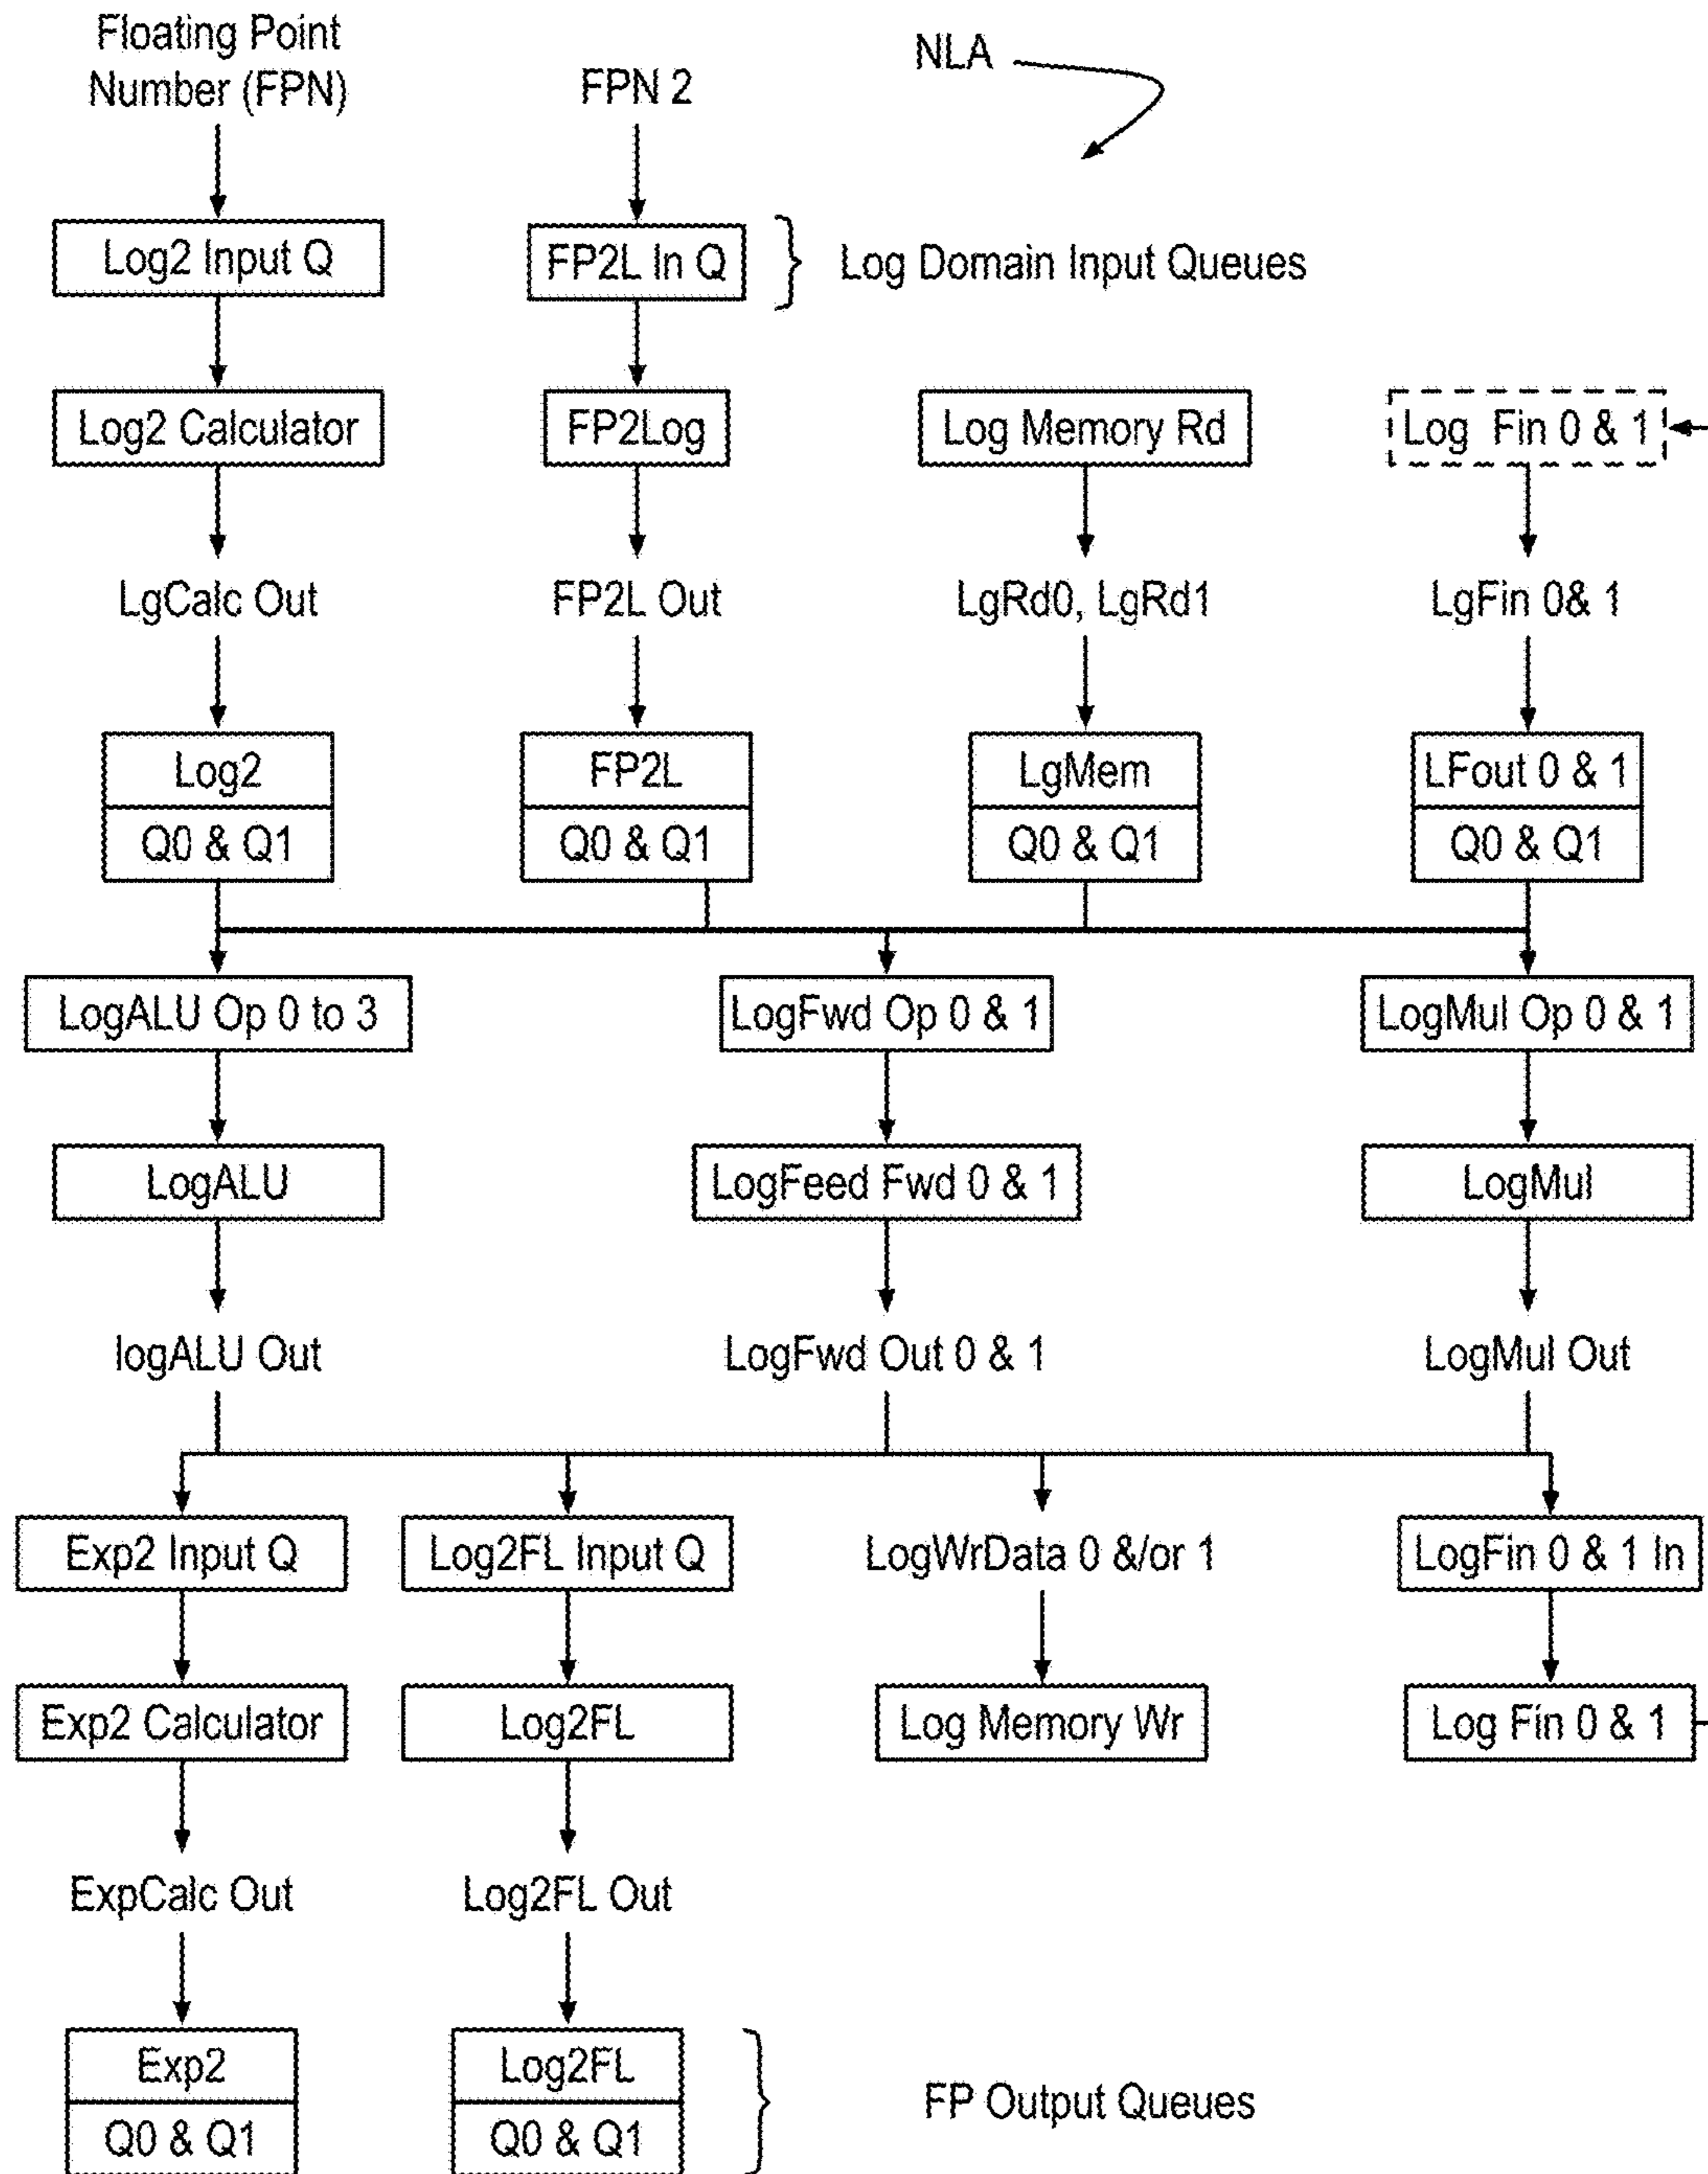 Floating Point
Number (FPN)
FPN 2
NLA
Log2 Input Q
FP2L In Q
Log Domain Input Queues
Log2 Calculator
FP2Log
Log Memory Rd
Log Fin 0 & 1
LgCalc Out
FP2L Out
LgRd0, LgRd1
LgFin 0& 1
Log2
Q0 & Q1
FP2L
Q0 & Q1
LgMem
Q0 & Q1
LFout 0 & 1
Q0 & Q1
LogALU Op 0 to 3
LogFwd Op 0 & 1
LogMul Op 0 & 1
LogALU
LogFeed Fwd 0 & 1
LogMul
logALU Out
LogFwd Out 0 & 1
LogMul Out
Exp2 Input Q
Log2FL Input Q
LogWrData 0 &/or 1
LogFin 0 & 1 In
Exp2 Calculator
Log2FL
Log Memory Wr
Log Fin 0 & 1
ExpCalc Out
Log2FL Out
Exp2
Q0 & Q1
Log2FL
Q0 & Q1
FP Output Queues